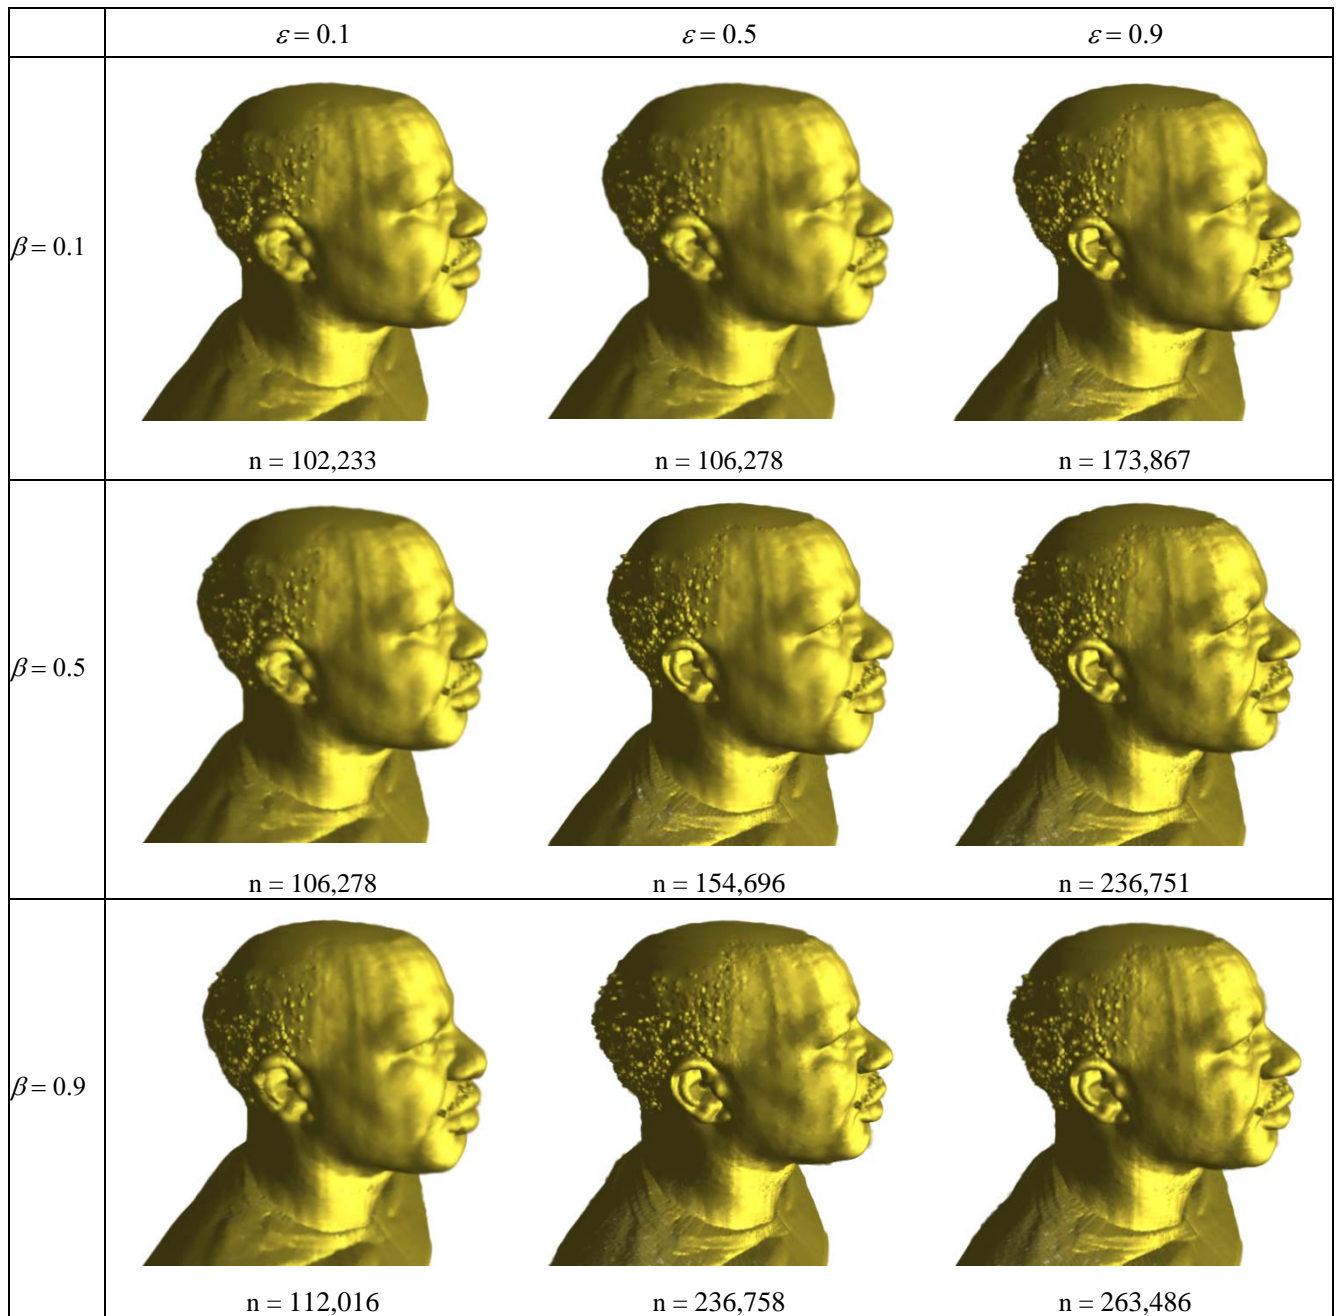 ε = 0.1 ε = 0.5 ε = 0.9
β = 0.1
n = 102,233 n = 106,278 n = 173,867
β = 0.5
n = 106,278 n = 154,696 n = 236,751
β = 0.9
n = 112,016 n = 236,758 n = 263,486